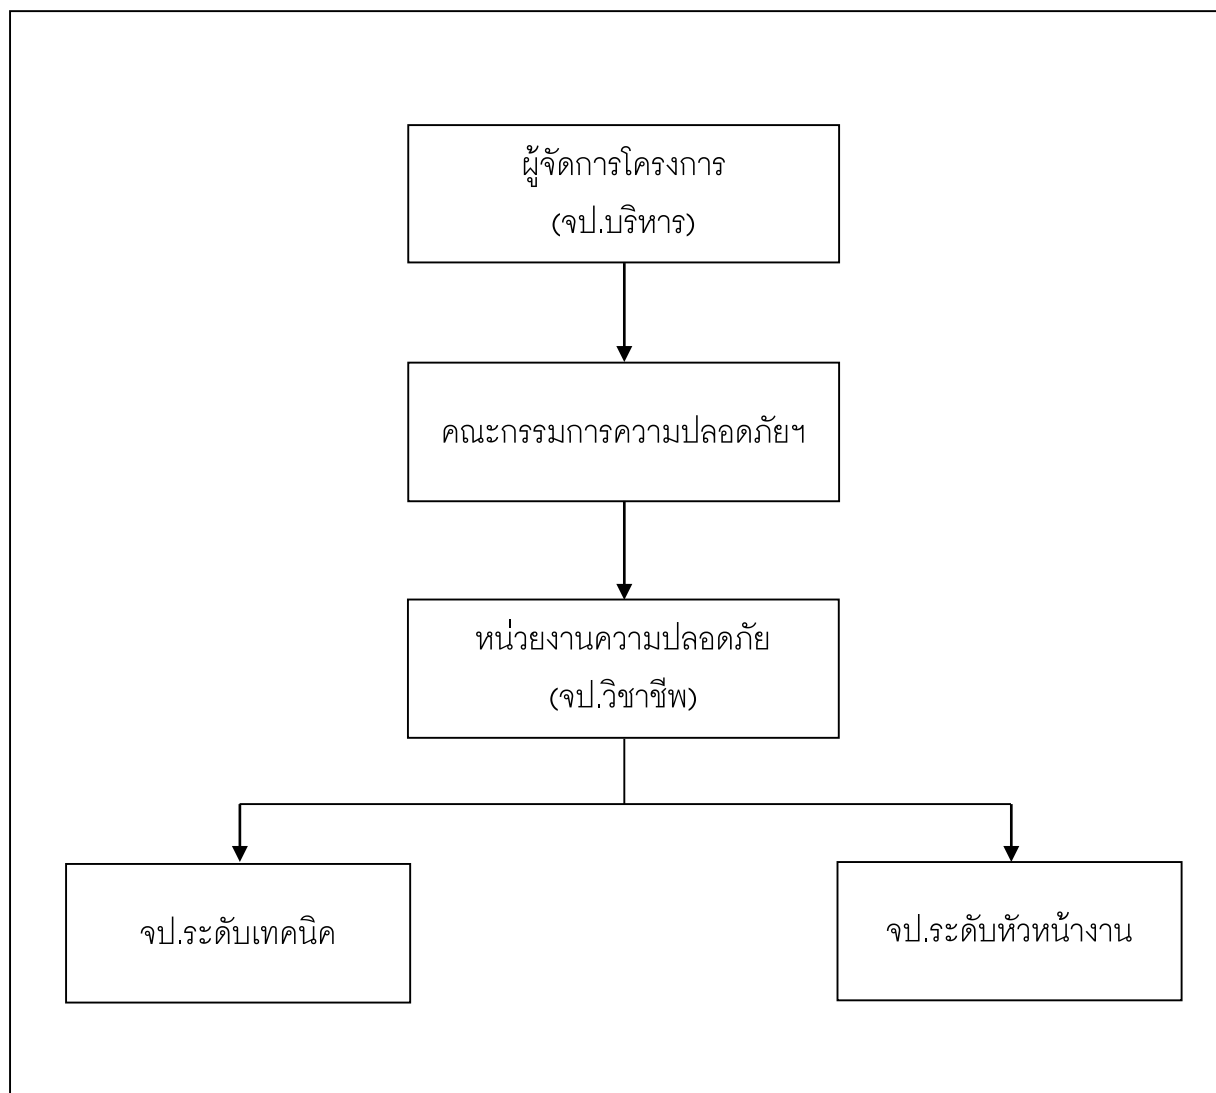 ผู้จัดการโครงการ
(จป.บริหาร)
คณะกรรมการความปลอดภัยฯ
หน่วยงานความปลอดภัย
(จป.วิชาชีพ)
จป.ระดับเทคนิค
จป.ระดับหัวหน้างาน